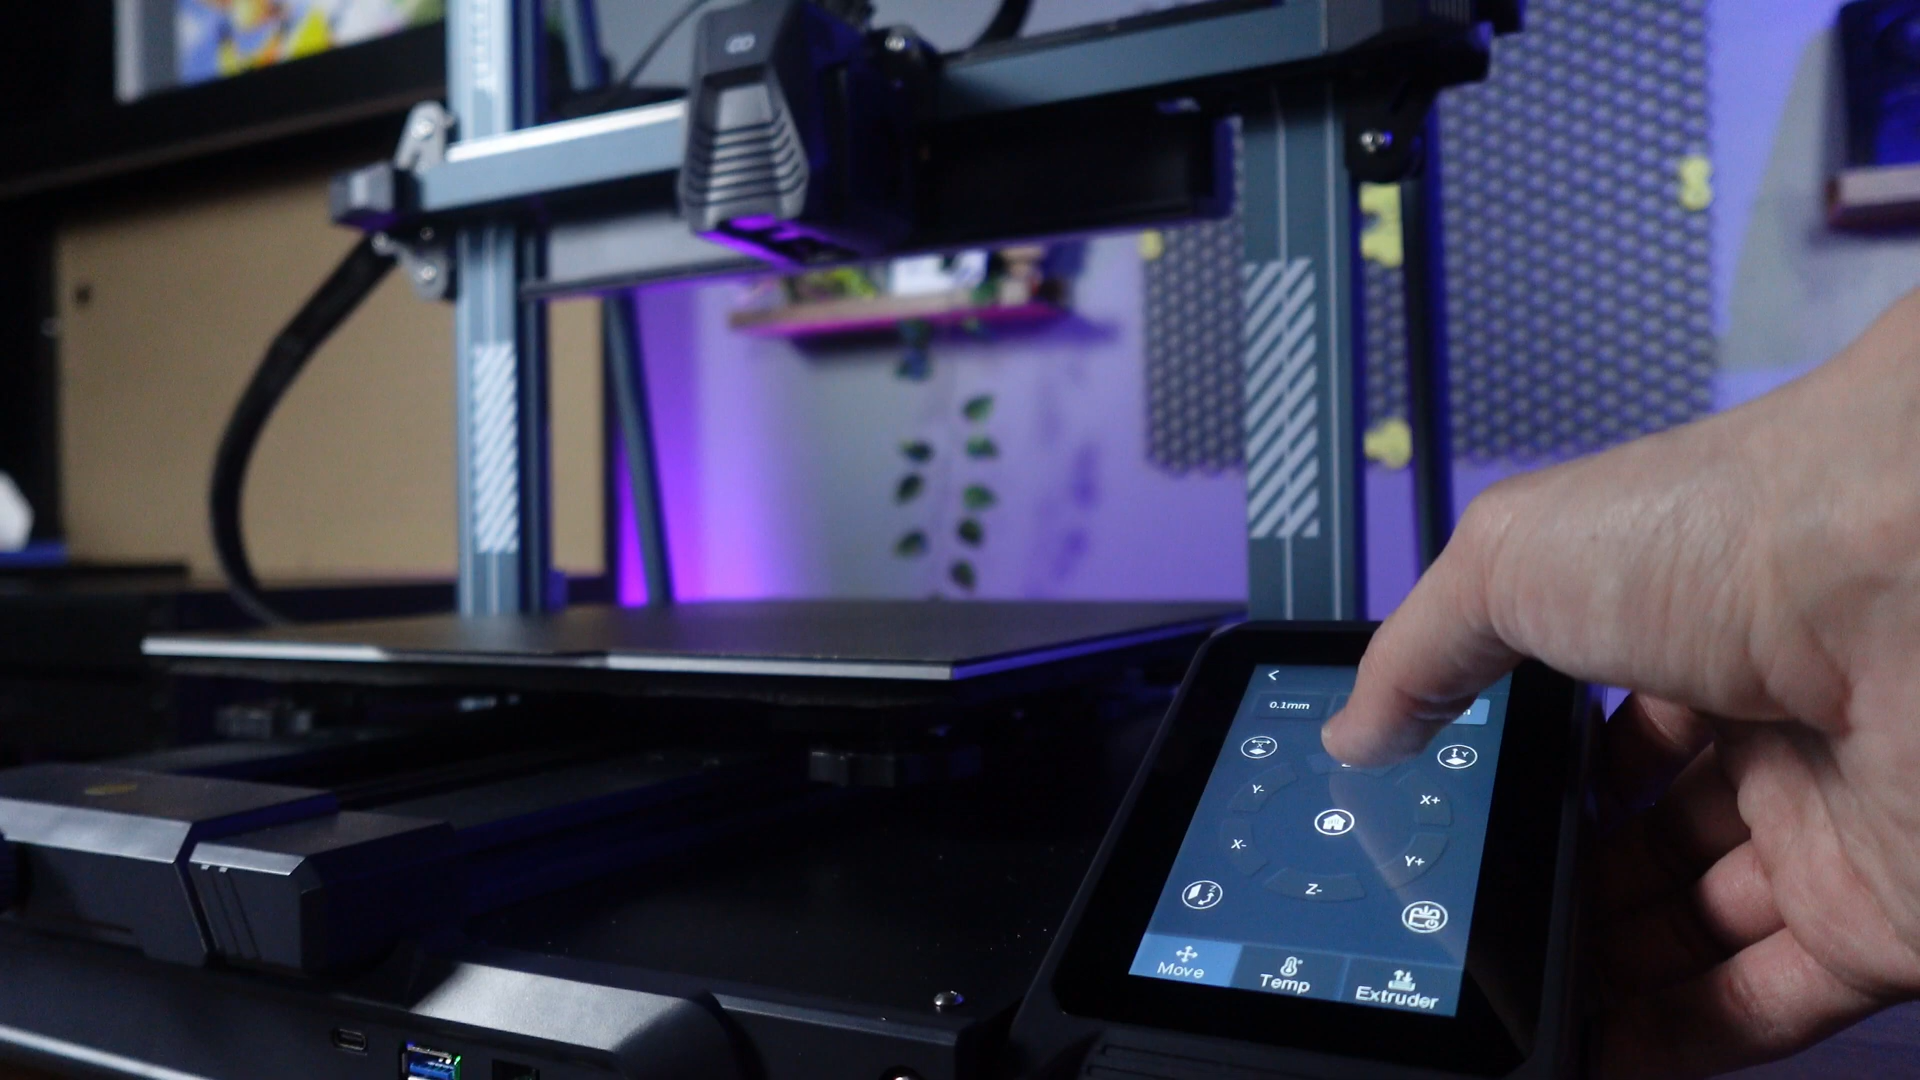 <
0.1mm
Y-
X+
X-
Y+
Z-
Z
Move
Temp
Extruder